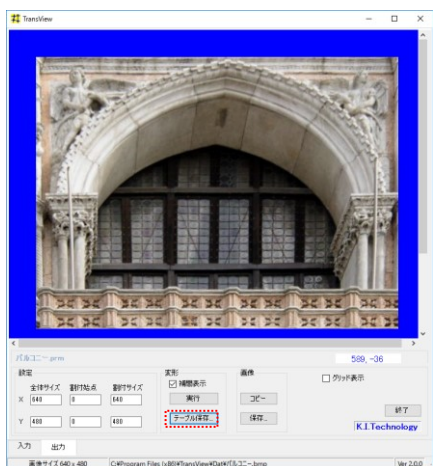 TransView
バルコニー.prm
589, -36
設定
全体サイズ 割付始点 割付サイズ
X 640 0 640
Y 480 0 480
変形
補間表示
実行
テーブル保存...
画像
コピー
保存...
グリッド表示
終了
K.I.Technology
入力 出力
画像サイズ 640 x 480 C:¥Program Files (x86)¥TransView¥Dat¥バルコニー.bmp Ver 2.0.0